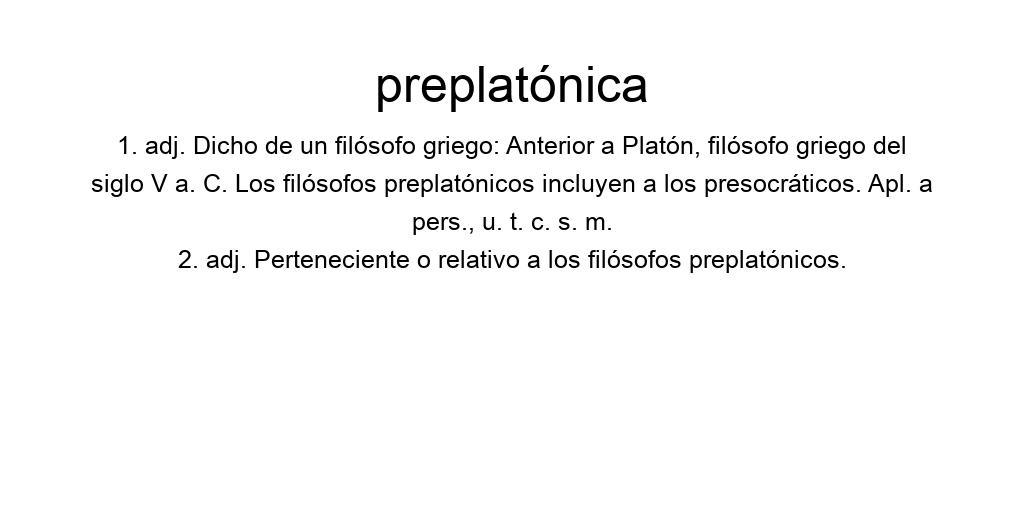 preplatónica
1. adj. Dicho de un filósofo griego: Anterior a Platón, filósofo griego del
siglo V a. C. Los filósofos preplatónicos incluyen a los presocráticos. Apl. a
pers., u. t. c. s. m.
2. adj. Perteneciente o relativo a los filósofos preplatónicos.